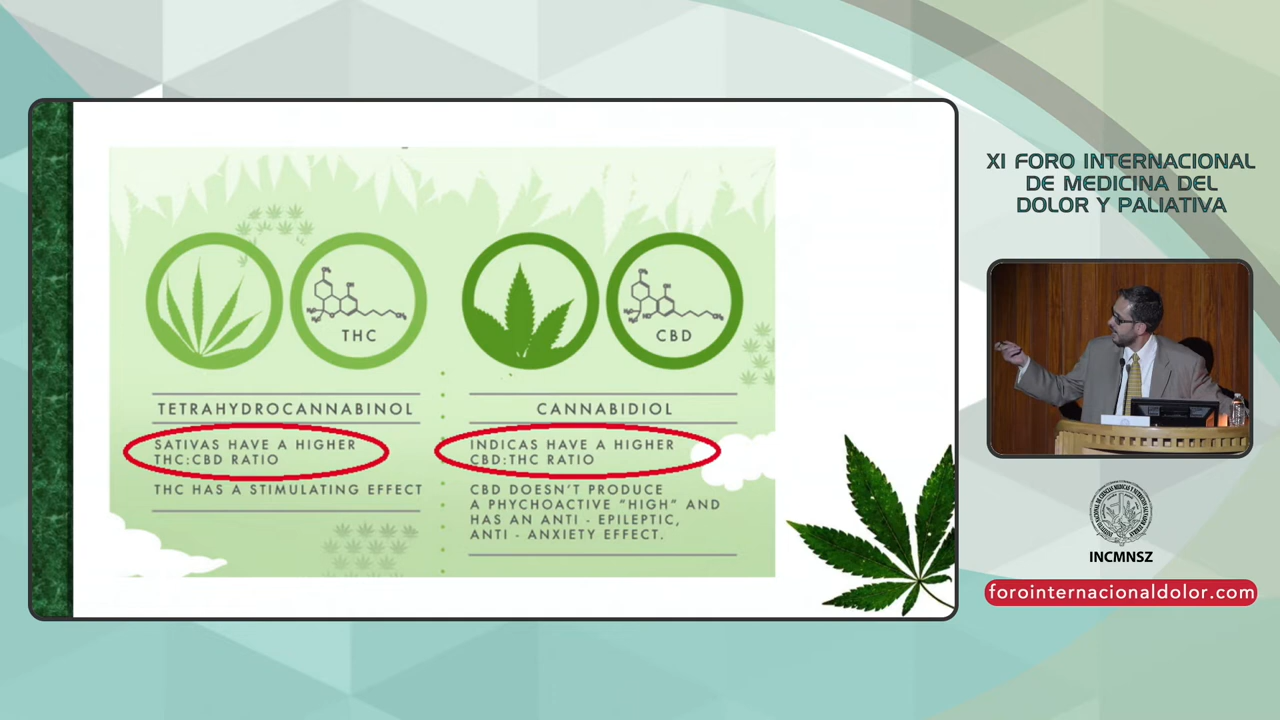 THC
CBD
TETRAHYDROCANNABINOL
SATIVAS HAVE A HIGHER
THC:CBD RATIO
THC HAS A STIMULATING EFFECT
CANNABIDIOL
INDICAS HAVE A HIGHER
CBD:THC RATIO
CBD DOESN'T PRODUCE
A PHYCHOACTIVE “HIGH” AND
HAS AN ANTI - EPILEPTIC,
ANTI - ANXIETY EFFECT.
XI FORO INTERNACIONAL
DE MEDICINA DEL
DOLOR Y PALIATIVA
INCMNSZ
forointernacionaldolor.com